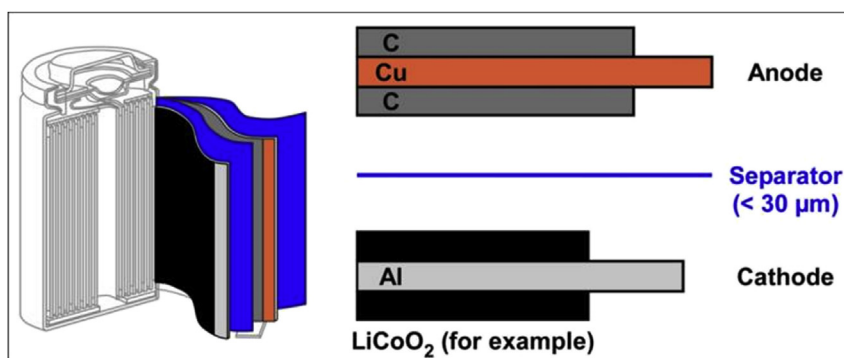 C
Cu
C
Anode
Separator
(< 30 µm)
Al
Cathode
LiCoO₂ (for example)